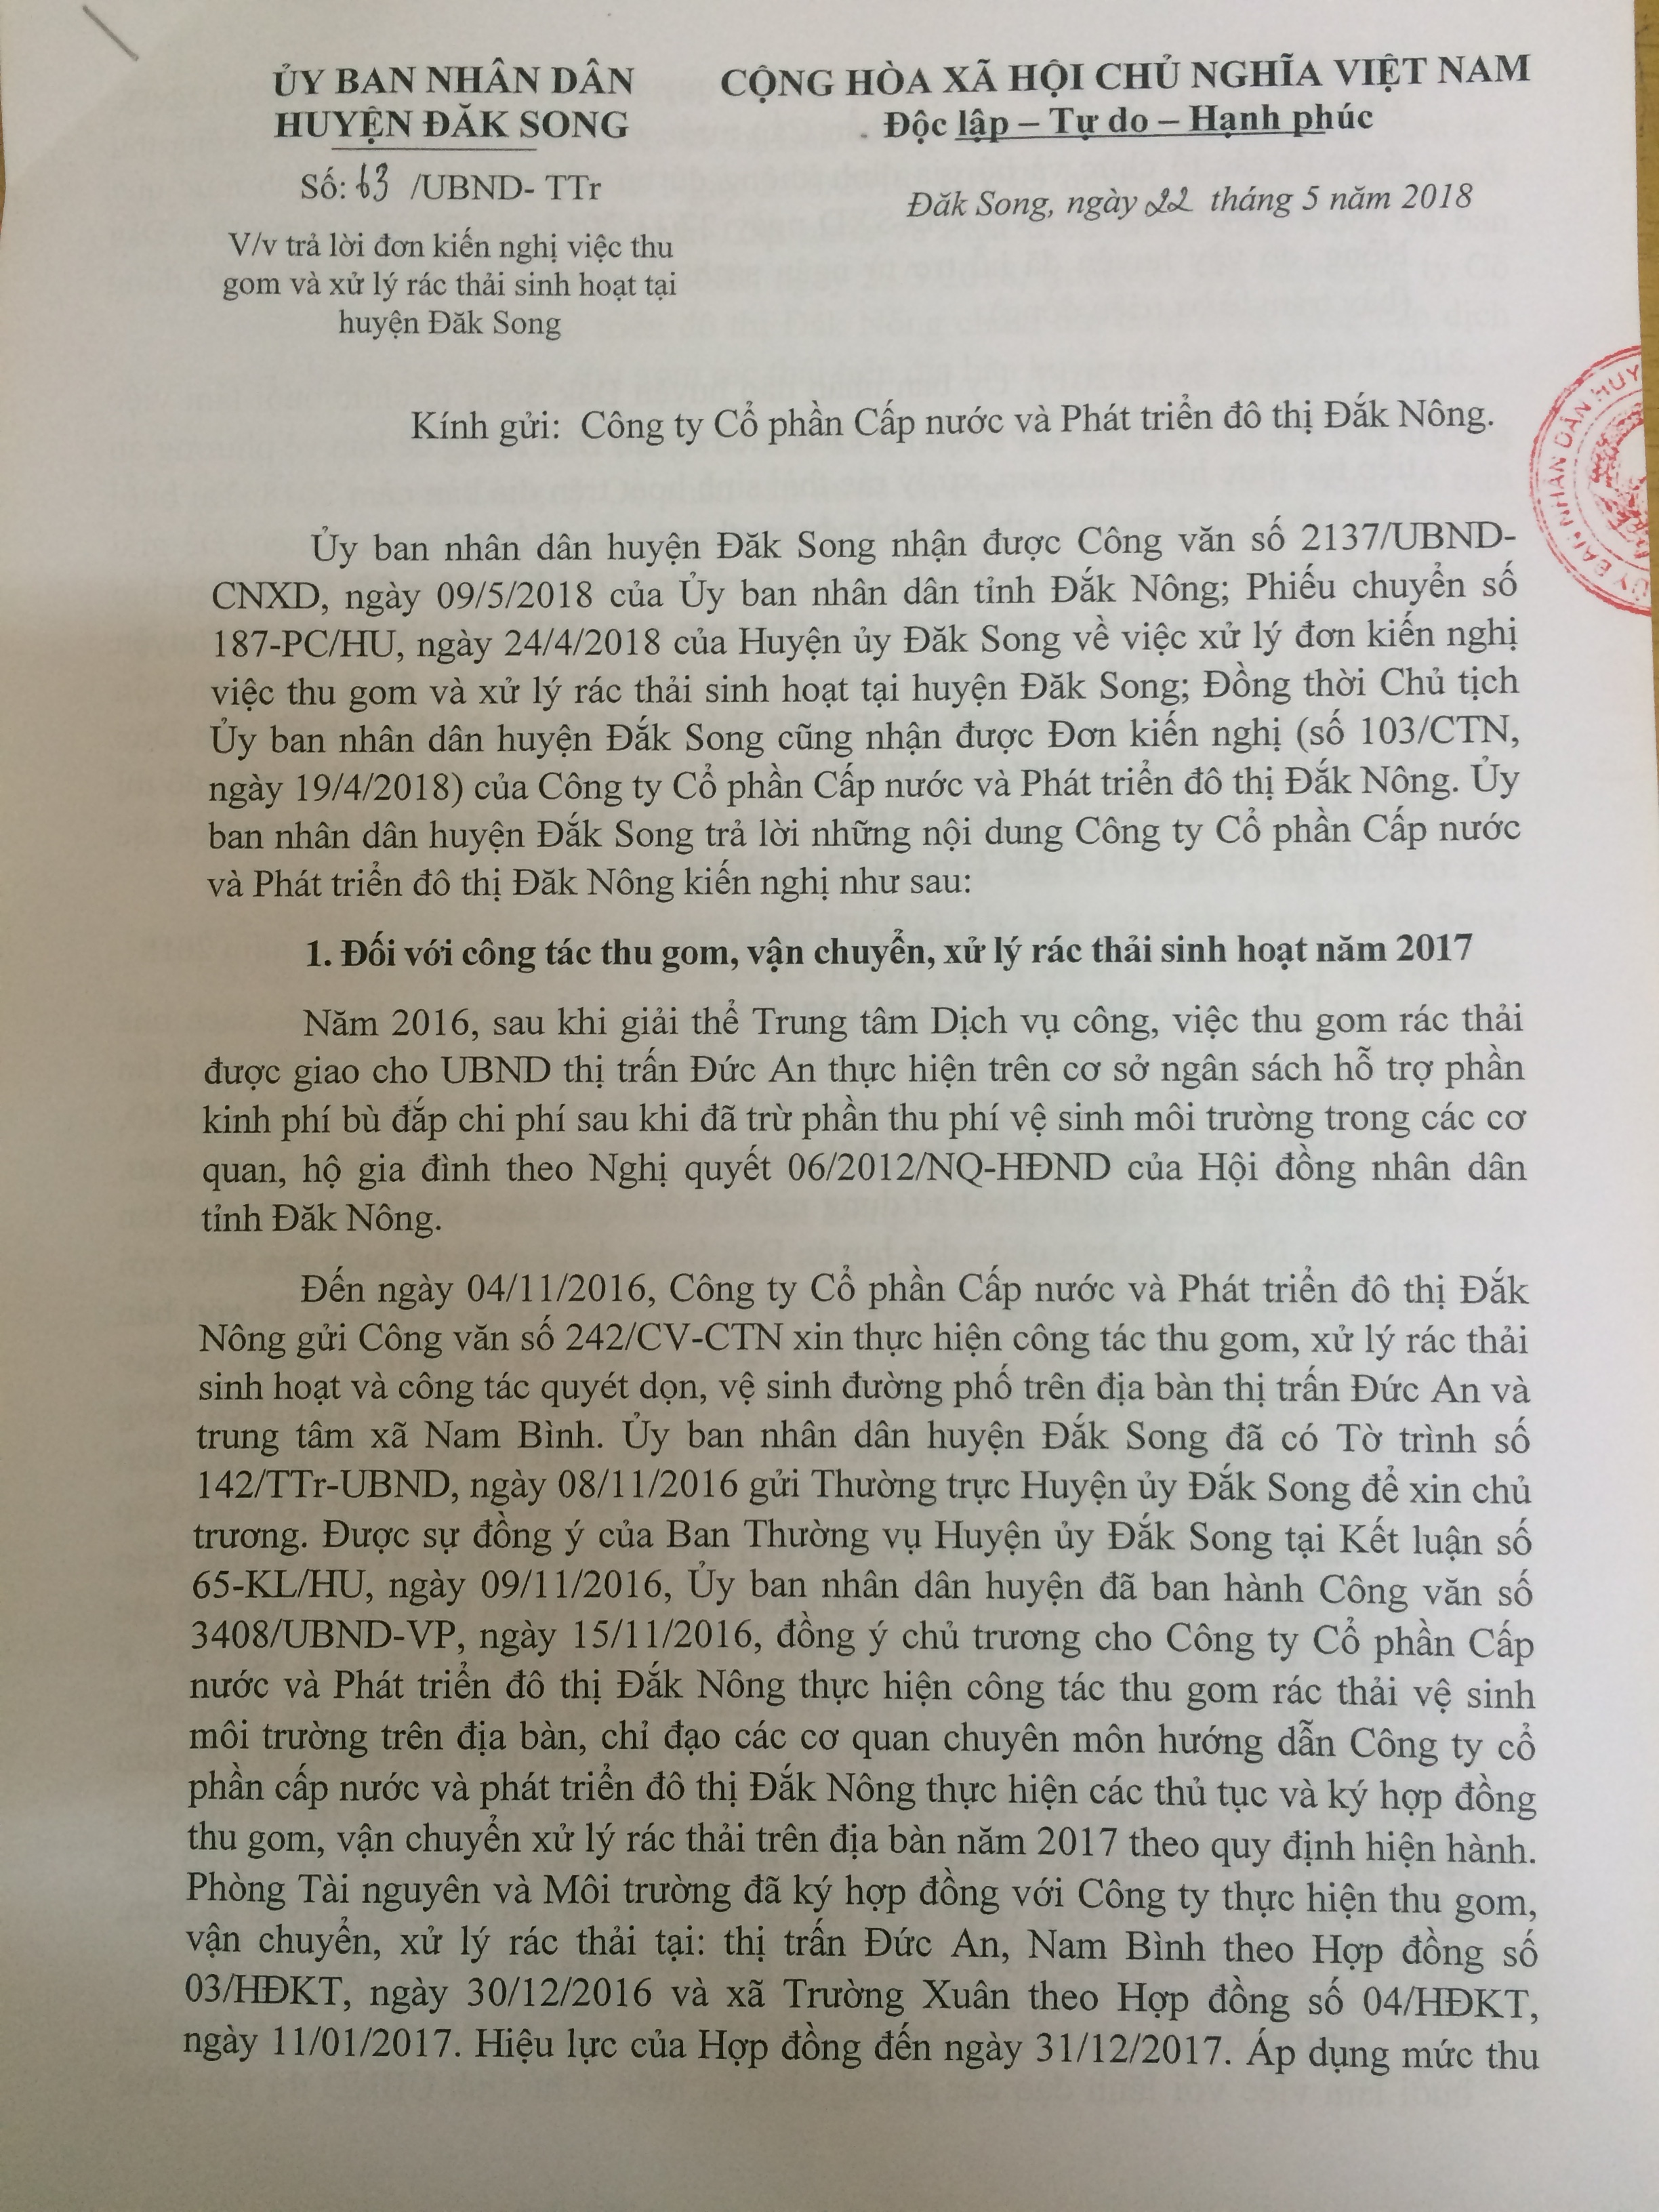 ỦY BAN NHÂN DÂN
HUYỆN ĐĂK SONG
CỘNG HÒA XÃ HỘI CHỦ NGHĨA VIỆT NAM
Độc lập – Tự do – Hạnh phúc
Số: 63 /UBND- TTr
Đăk Song, ngày 22 tháng 5 năm 2018
V/v trả lời đơn kiến nghị việc thu
gom và xử lý rác thải sinh hoạt tại
huyện Đăk Song
Kính gửi: Công ty Cổ phần Cấp nước và Phát triển đô thị Đắk Nông.
ỦY BAN NHÂN DÂN HUY
Ủy ban nhân dân huyện Đăk Song nhận được Công văn số 2137/UBND-
CNXD, ngày 09/5/2018 của Ủy ban nhân dân tỉnh Đắk Nông; Phiếu chuyển số
187-PC/HU, ngày 24/4/2018 của Huyện ủy Đăk Song về việc xử lý đơn kiến nghị
việc thu gom và xử lý rác thải sinh hoạt tại huyện Đăk Song; Đồng thời Chủ tịch
Ủy ban nhân dân huyện Đắk Song cũng nhận được Đơn kiến nghị (số 103/CTN,
ngày 19/4/2018) của Công ty Cổ phần Cấp nước và Phát triển đô thị Đắk Nông. Ủy
ban nhân dân huyện Đắk Song trả lời những nội dung Công ty Cổ phần Cấp nước
và Phát triển đô thị Đăk Nông kiến nghị như sau:
1. Đối với công tác thu gom, vận chuyển, xử lý rác thải sinh hoạt năm 2017
Năm 2016, sau khi giải thể Trung tâm Dịch vụ công, việc thu gom rác thải
được giao cho UBND thị trấn Đức An thực hiện trên cơ sở ngân sách hỗ trợ phần
kinh phí bù đắp chi phí sau khi đã trừ phần thu phí vệ sinh môi trường trong các cơ
quan, hộ gia đình theo Nghị quyết 06/2012/NQ-HĐND của Hội đồng nhân dân
tỉnh Đăk Nông.
Đến ngày 04/11/2016, Công ty Cổ phần Cấp nước và Phát triển đô thị Đắk
Nông gửi Công văn số 242/CV-CTN xin thực hiện công tác thu gom, xử lý rác thải
sinh hoạt và công tác quyét dọn, vệ sinh đường phố trên địa bàn thị trấn Đức An và
trung tâm xã Nam Bình. Ủy ban nhân dân huyện Đắk Song đã có Tờ trình số
142/TTr-UBND, ngày 08/11/2016 gửi Thường trực Huyện ủy Đắk Song để xin chủ
trương. Được sự đồng ý của Ban Thường vụ Huyện ủy Đắk Song tại Kết luận số
65-KL/HU, ngày 09/11/2016, Ủy ban nhân dân huyện đã ban hành Công văn số
3408/UBND-VP, ngày 15/11/2016, đồng ý chủ trương cho Công ty Cổ phần Cấp
nước và Phát triển đô thị Đắk Nông thực hiện công tác thu gom rác thải vệ sinh
môi trường trên địa bàn, chỉ đạo các cơ quan chuyên môn hướng dẫn Công ty cổ
phần cấp nước và phát triển đô thị Đắk Nông thực hiện các thủ tục và ký hợp đồng
thu gom, vận chuyển xử lý rác thải trên địa bàn năm 2017 theo quy định hiện hành.
Phòng Tài nguyên và Môi trường đã ký hợp đồng với Công ty thực hiện thu gom,
vận chuyển, xử lý rác thải tại: thị trấn Đức An, Nam Bình theo Hợp đồng số
03/HĐKT, ngày 30/12/2016 và xã Trường Xuân theo Hợp đồng số 04/HĐKT,
ngày 11/01/2017. Hiệu lực của Hợp đồng đến ngày 31/12/2017. Áp dụng mức thu